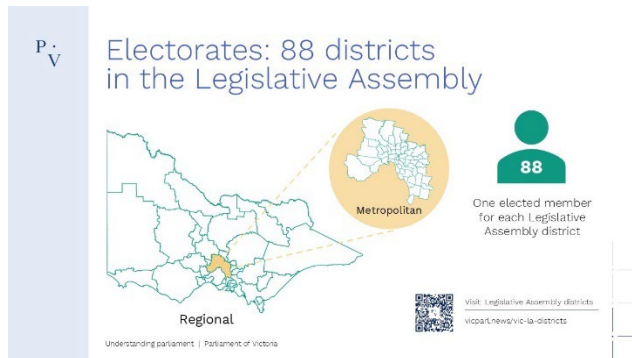 P.
V
Electorates: 88 districts
in the Legislative Assembly
Metropolitan
Regional
88
One elected member
for each Legislative
Assembly district
Visit: Legislative Assembly districts
vicparl.news/vic-la-districts
Understanding parliament | Parliament of Victoria